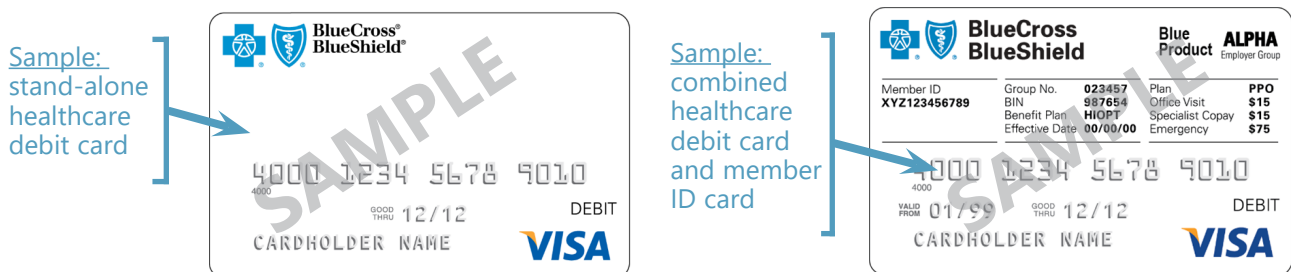 Sample:
stand-alone
healthcare
debit card
BlueCross®
BlueShield®
SAMPLE
4000 1234 5678 9010
4000
GOOD THRU 12/12
DEBIT
CARDHOLDER NAME
VISA
Sample:
combined
healthcare
debit card
and member
ID card
BlueCross
BlueShield
Blue
Product
ALPHA
Employer Group
Member ID
XYZ123456789
Group No. 023457
BIN 987654
Benefit Plan HIOPT
Effective Date 00/00/00
Plan PPO
Office Visit $15
Specialist Copay $15
Emergency $75
SAMPLE
4000 1234 5678 9010
4000
VALID FROM 01/99 GOOD THRU 12/12
DEBIT
CARDHOLDER NAME
VISA